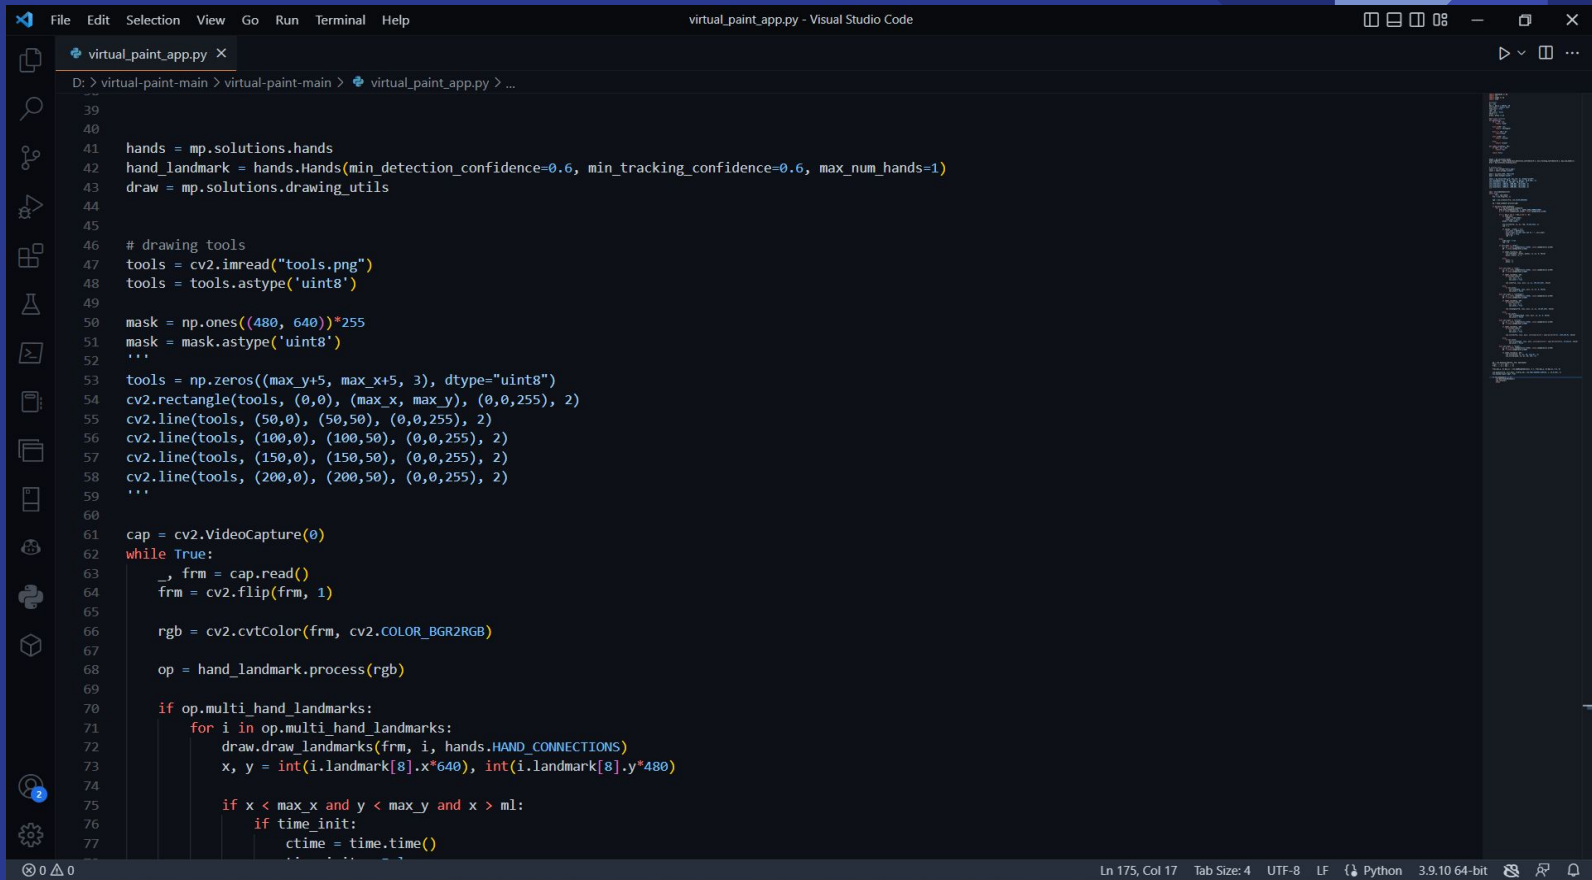 File Edit Selection View Go Run Terminal Help
virtual_paint_app.py - Visual Studio Code
virtual_paint_app.py
D: > virtual-paint-main > virtual-paint-main > virtual_paint_app.py > ...
39
40
41 hands = mp.solutions.hands
42 hand_landmark = hands.Hands(min_detection_confidence=0.6, min_tracking_confidence=0.6, max_num_hands=1)
43 draw = mp.solutions.drawing_utils
44
45
46 # drawing tools
47 tools = cv2.imread("tools.png")
48 tools = tools.astype('uint8')
49
50 mask = np.ones((480, 640))*255
51 mask = mask.astype('uint8')
52 '''
53 tools = np.zeros((max_y+5, max_x+5, 3), dtype="uint8")
54 cv2.rectangle(tools, (0,0), (max_x, max_y), (0,0,255), 2)
55 cv2.line(tools, (50,0), (50,50), (0,0,255), 2)
56 cv2.line(tools, (100,0), (100,50), (0,0,255), 2)
57 cv2.line(tools, (150,0), (150,50), (0,0,255), 2)
58 cv2.line(tools, (200,0), (200,50), (0,0,255), 2)
59 '''
60
61 cap = cv2.VideoCapture(0)
62 while True:
63 _, frm = cap.read()
64 frm = cv2.flip(frm, 1)
65
66 rgb = cv2.cvtColor(frm, cv2.COLOR_BGR2RGB)
67
68 op = hand_landmark.process(rgb)
69
70 if op.multi_hand_landmarks:
71 for i in op.multi_hand_landmarks:
72 draw.draw_landmarks(frm, i, hands.HAND_CONNECTIONS)
73 x, y = int(i.landmark[8].x*640), int(i.landmark[8].y*480)
74
75 if x < max_x and y < max_y and x > ml:
76 if time_init:
77 ctime = time.time()
2
0 0
Ln 175, Col 17 Tab Size: 4 UTF-8 LF Python 3.9.10 64-bit